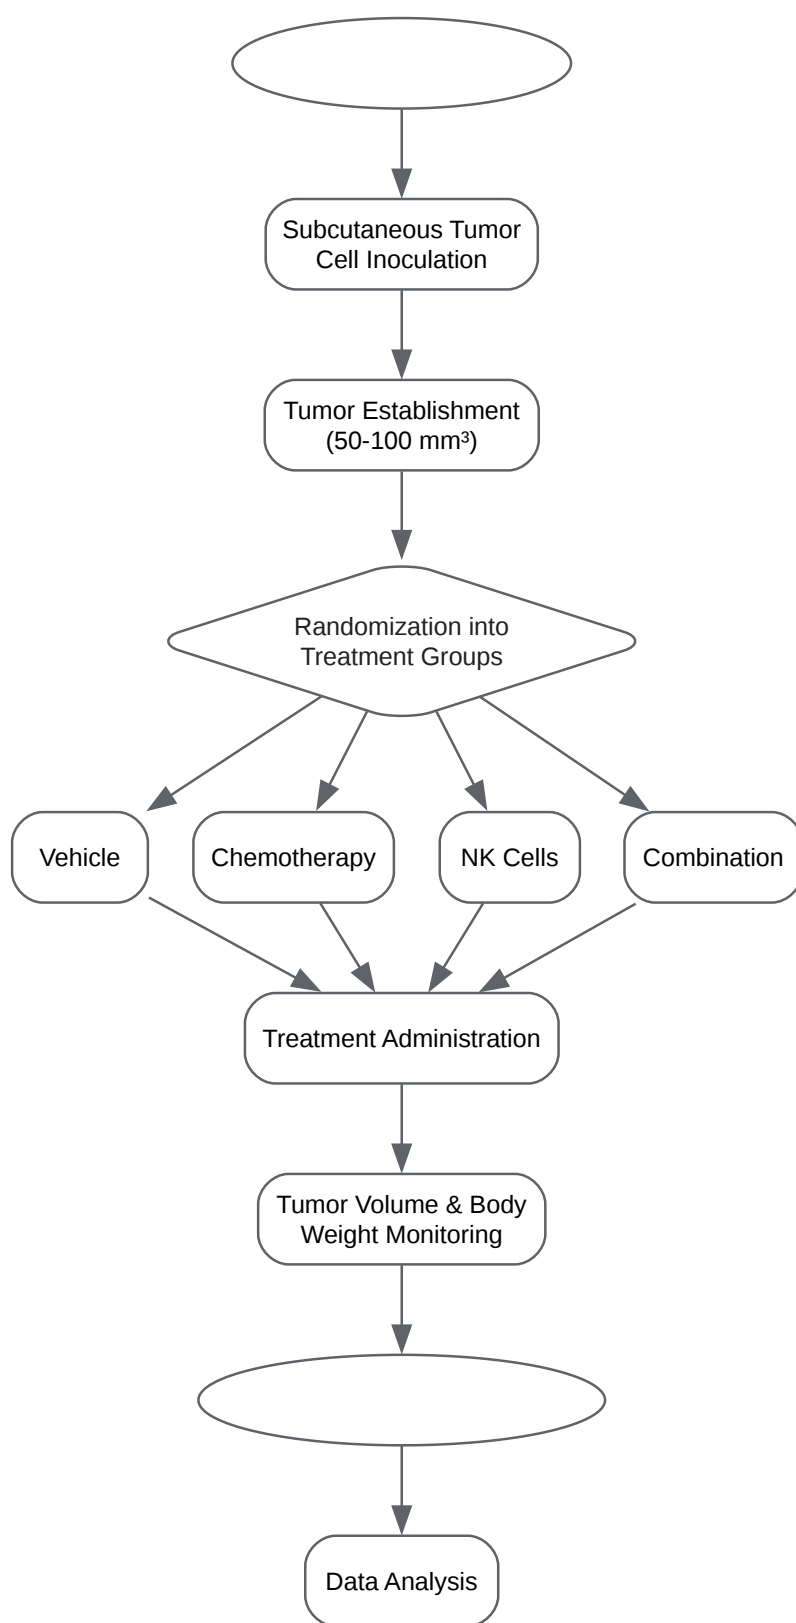 Subcutaneous Tumor
Cell Inoculation
Tumor Establishment
(50-100 mm³)
Randomization into
Treatment Groups
Vehicle
Chemotherapy
NK Cells
Combination
Treatment Administration
Tumor Volume & Body
Weight Monitoring
Data Analysis